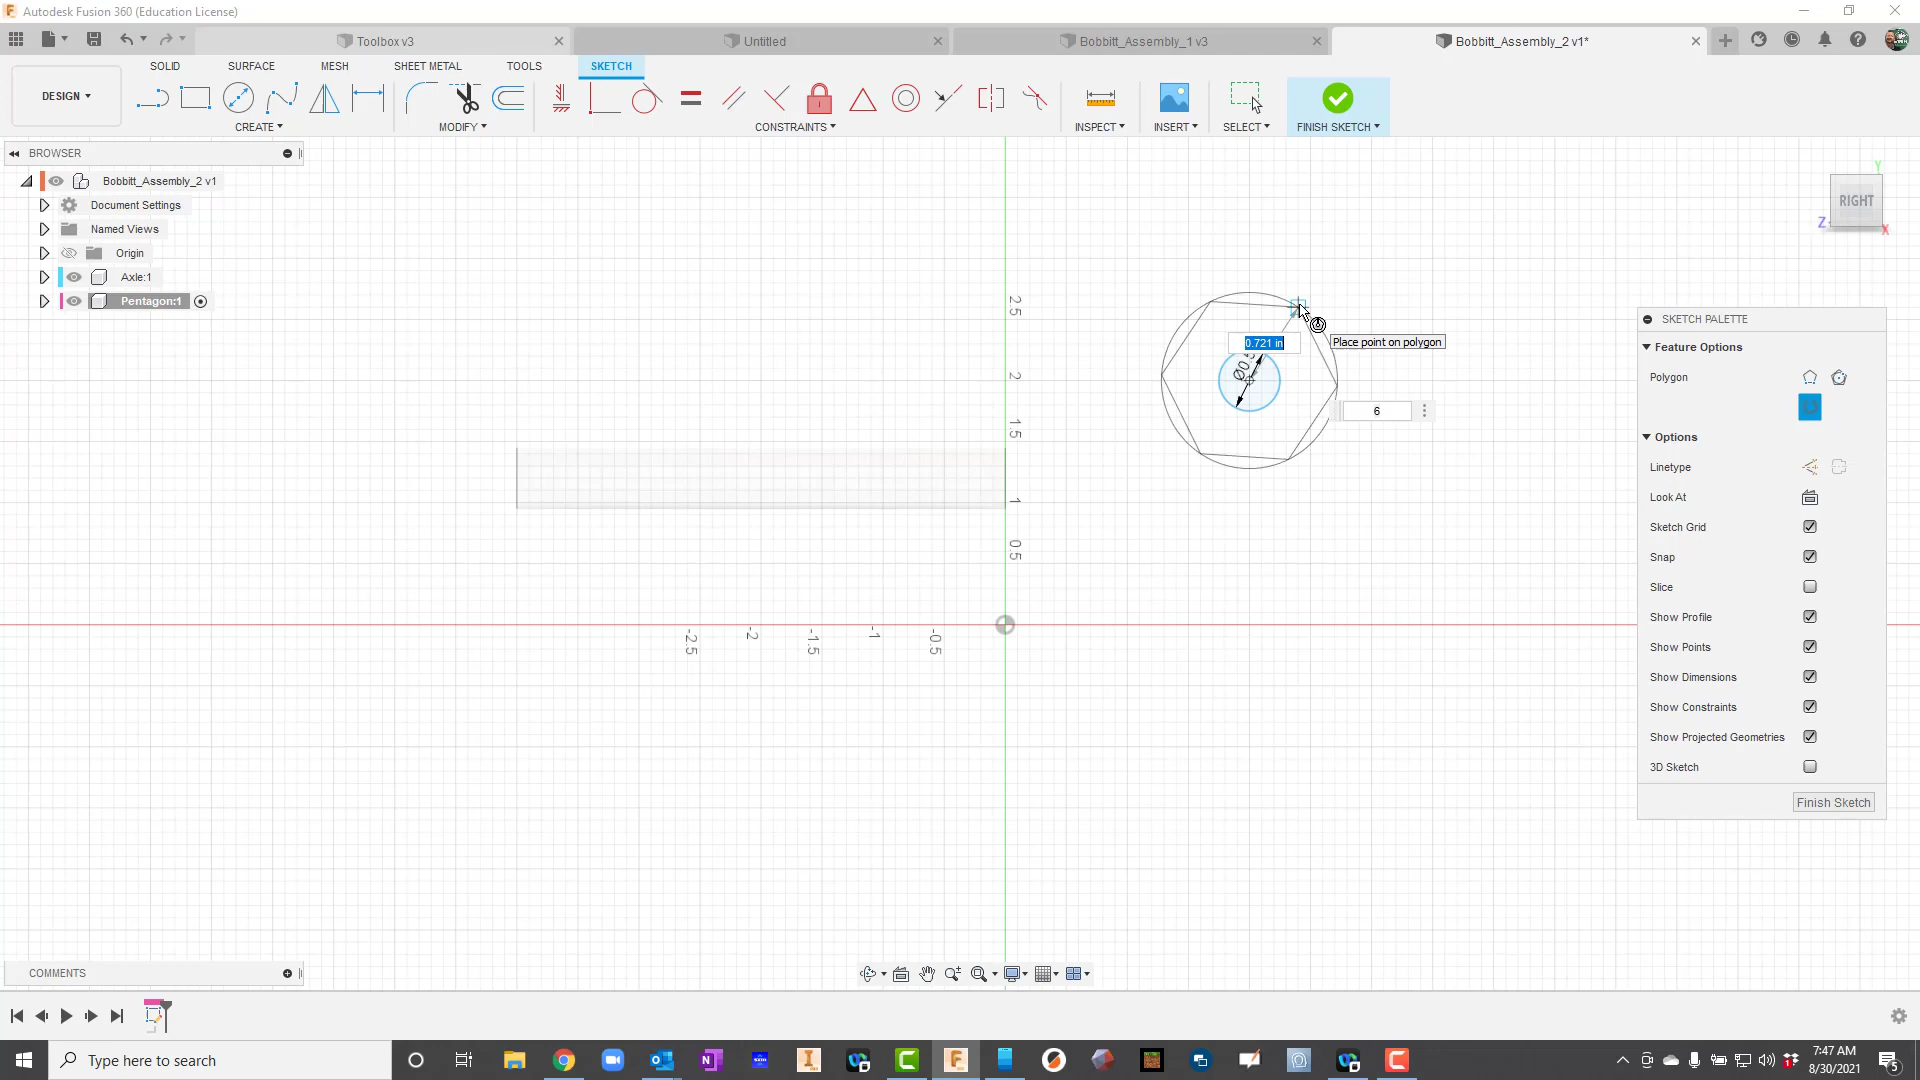 Autodesk Fusion 360 (Education License)
Toolbox v3
Untitled
Bobbitt_Assembly_1 v3
Bobbitt_Assembly_2 v1*
DESIGN
SOLID
SURFACE
MESH
SHEET METAL
TOOLS
SKETCH
CREATE
MODIFY
CONSTRAINTS
INSPECT
INSERT
SELECT
FINISH SKETCH
BROWSER
Bobbitt_Assembly_2 v1
Document Settings
Named Views
Origin
Axle:1
Pentagon:1
Y
RIGHT
Z
X
2.5
2
1.5
1
0.5
-2.5
-2
-1.5
-1
-0.5
0.721 in
Place point on polygon
6
SKETCH PALETTE
Feature Options
Polygon
Options
Linetype
Look At
Sketch Grid
Snap
Slice
Show Profile
Show Points
Show Dimensions
Show Constraints
Show Projected Geometries
3D Sketch
Finish Sketch
COMMENTS
Type here to search
7:47 AM
8/30/2021
5